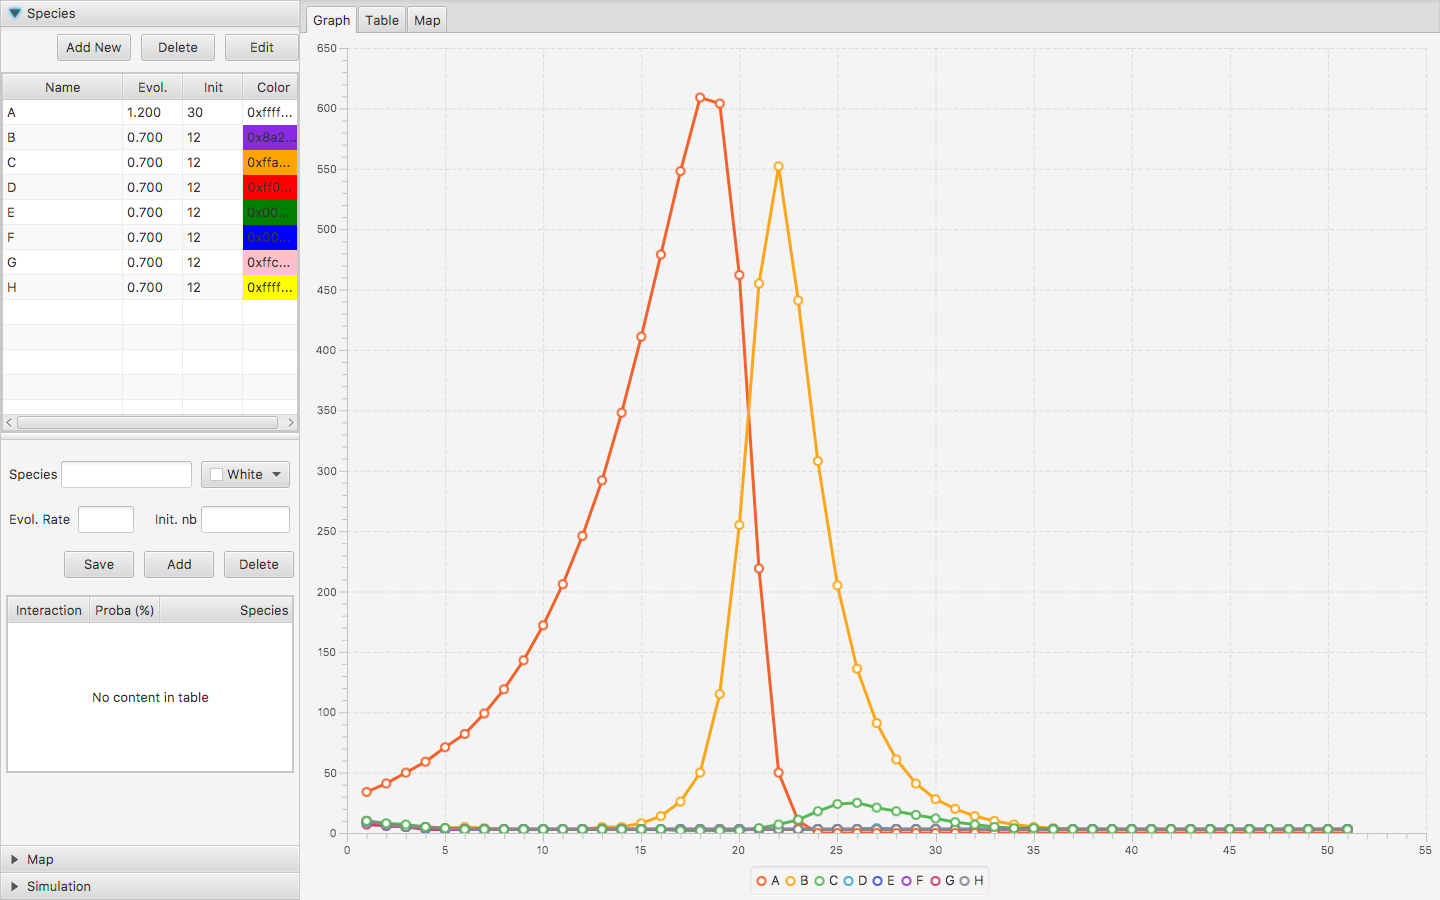 Species
Add New Delete Edit
Name Evol. Init Color
A 1.200 30 0xffff...
B 0.700 12 0x8a2...
C 0.700 12 0xffa...
D 0.700 12 0xff0...
E 0.700 12 0x00...
F 0.700 12 0x00...
G 0.700 12 0xffc...
H 0.700 12 0xffff...
Species White
Evol. Rate Init. nb
Save Add Delete
Interaction Proba (%) Species
No content in table
Map
Simulation
Graph Table Map
650
600
550
500
450
400
350
300
250
200
150
100
50
0
0 5 10 15 20 25 30 35 40 45 50 55
A B C D E F G H